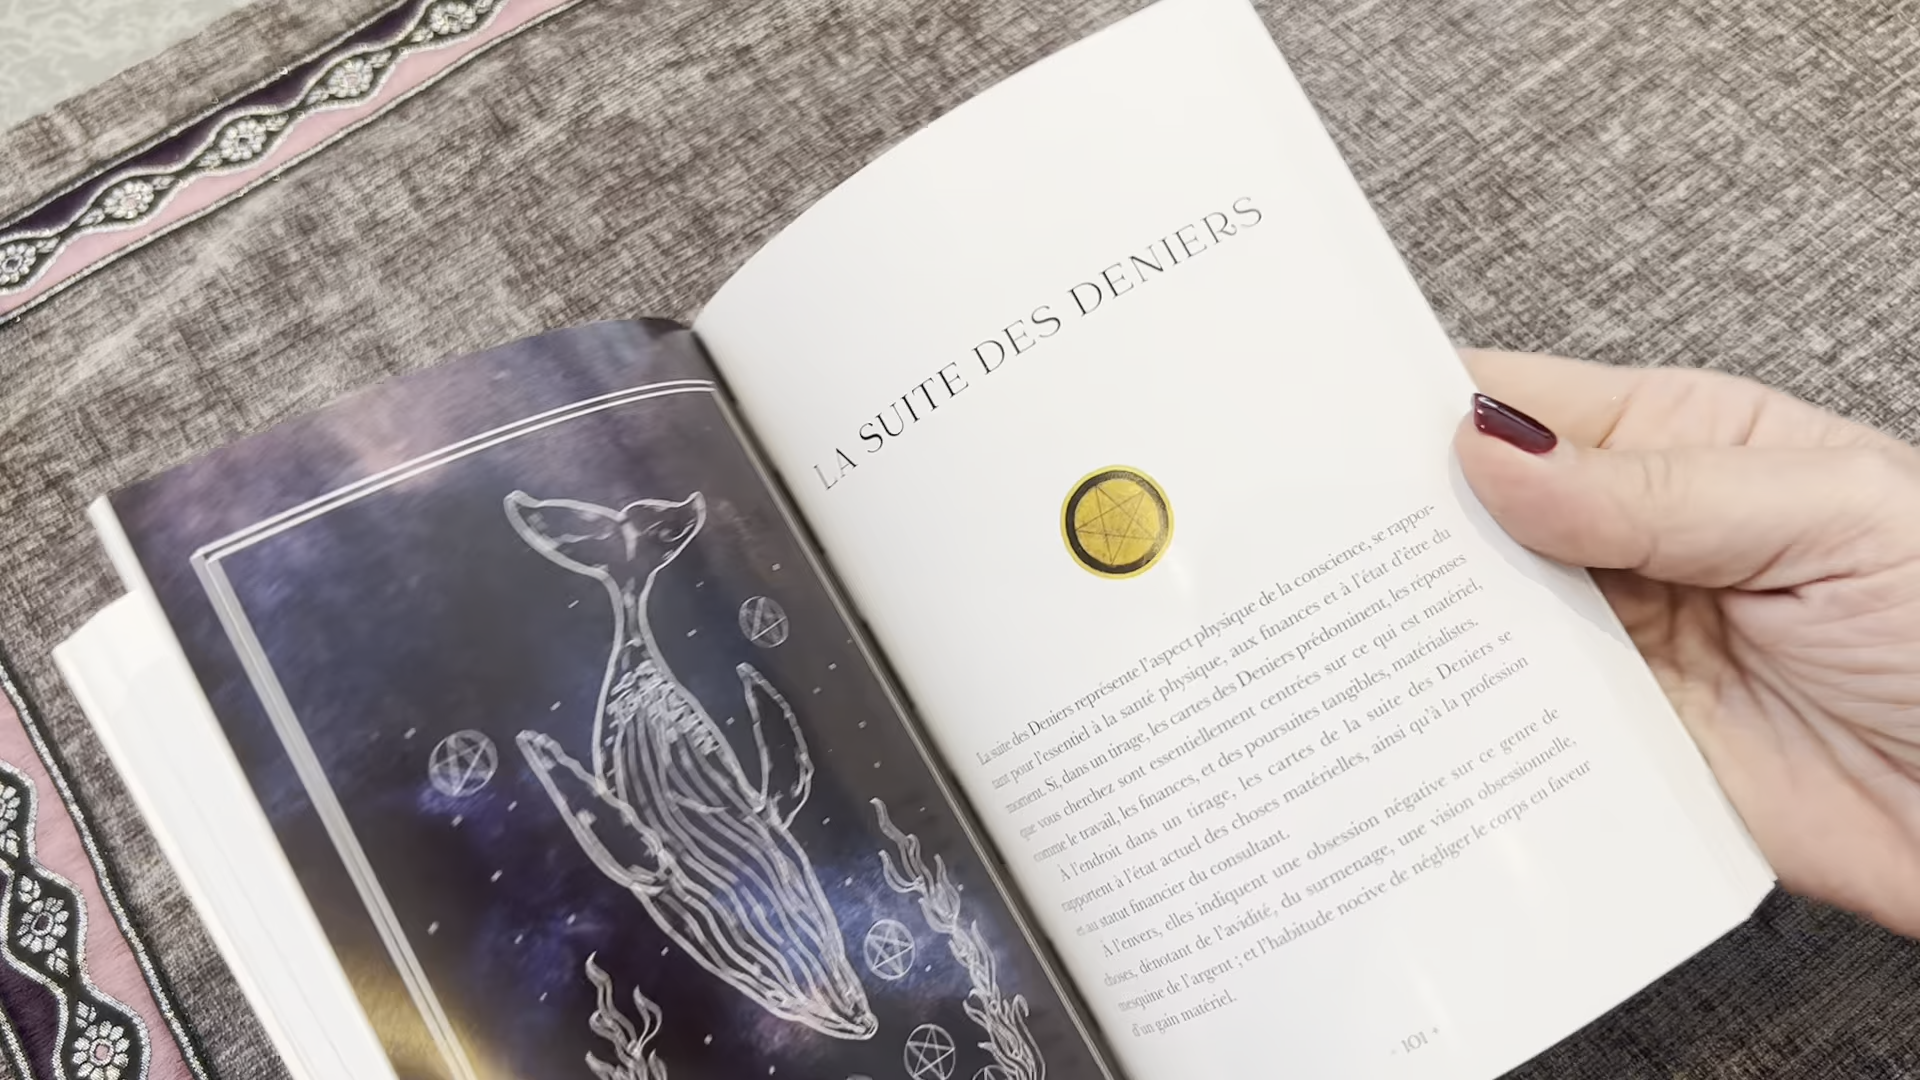 LA SUITE DES DENIERS
La suite des Deniers représente l'aspect physique de la conscience, se rappor-
tant pour l'essentiel à la santé physique, aux finances et à l'état d'être du
moment. Si, dans un tirage, les cartes des Deniers prédominent, les réponses
que vous cherchez sont essentiellement centrées sur ce qui est matériel,
comme le travail, les finances, et des poursuites tangibles, matérialistes.
À l'endroit dans un tirage, les cartes de la suite des Deniers se
rapportent à l'état actuel des choses matérielles, ainsi qu'à la profession
et au statut financier du consultant.
À l'envers, elles indiquent une obsession négative sur ce genre de
choses, dénotant de l'avidité, du surmenage, une vision obsessionnelle,
mesquine de l'argent ; et l'habitude nocive de négliger le corps en faveur
d'un gain matériel.
101